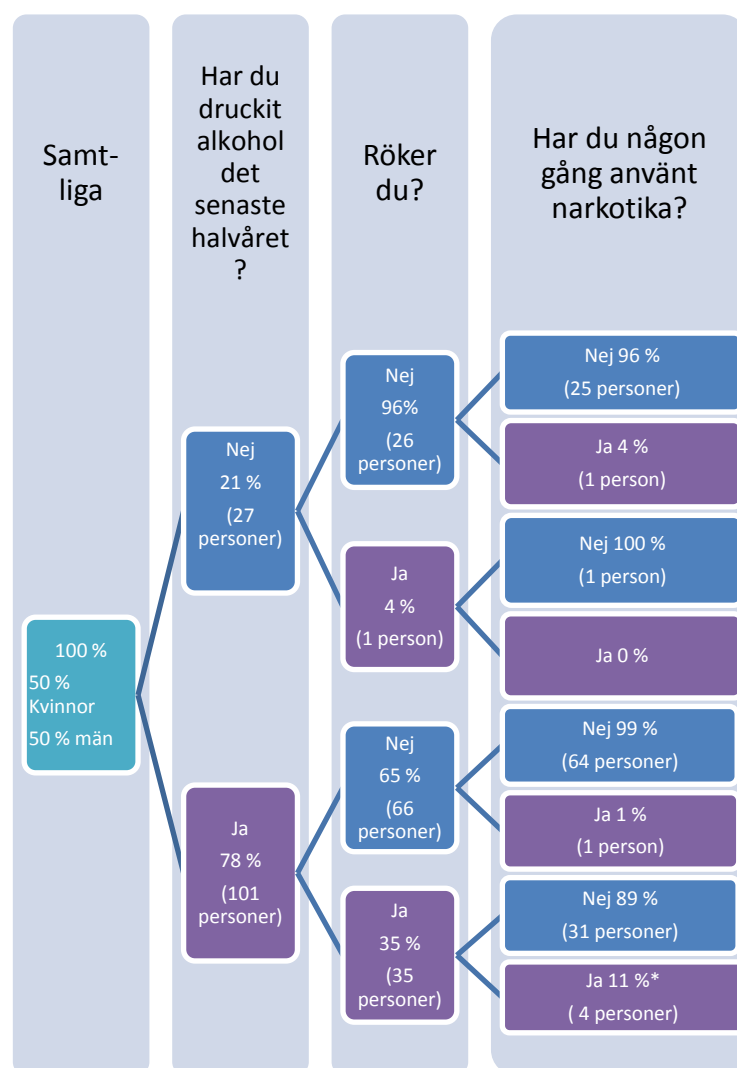 Samt-
liga
Har du
druckit
alkohol
det
senaste
halvåret
?
Röker
du?
Har du någon
gång använt
narkotika?
100 %
50 %
Kvinnor
50 % män
Nej
21 %
(27
personer)
Ja
78 %
(101
personer)
Nej
96%
(26
personer)
Ja
4 %
(1 person)
Nej
65 %
(66
personer)
Ja
35 %
(35
personer)
Nej 96 %
(25 personer)
Ja 4 %
(1 person)
Nej 100 %
(1 person)
Ja 0 %
Nej 99 %
(64 personer)
Ja 1 %
(1 person)
Nej 89 %
(31 personer)
Ja 11 %*
( 4 personer)